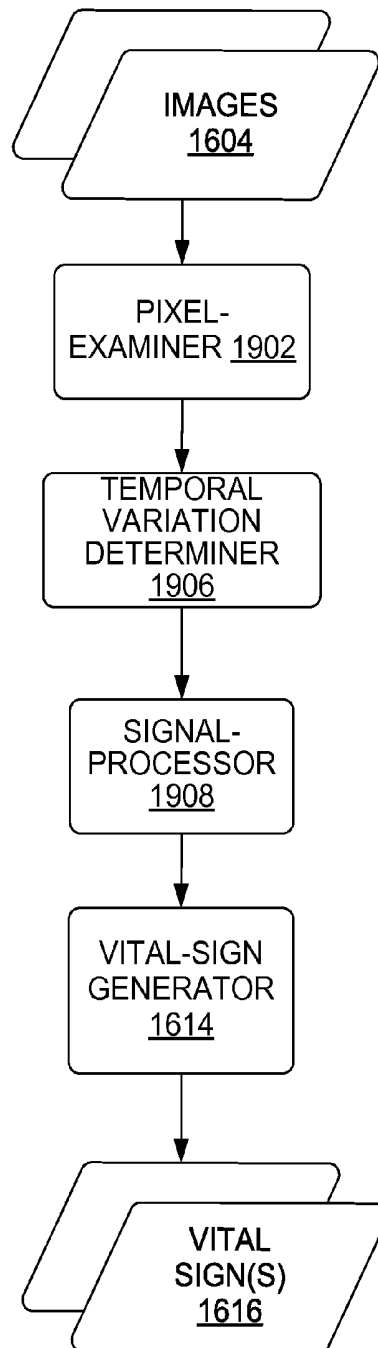 IMAGES
1604
PIXEL-
EXAMINER 1902
TEMPORAL
VARIATION
DETERMINER
1906
SIGNAL-
PROCESSOR
1908
VITAL-SIGN
GENERATOR
1614
VITAL
SIGN(S)
1616